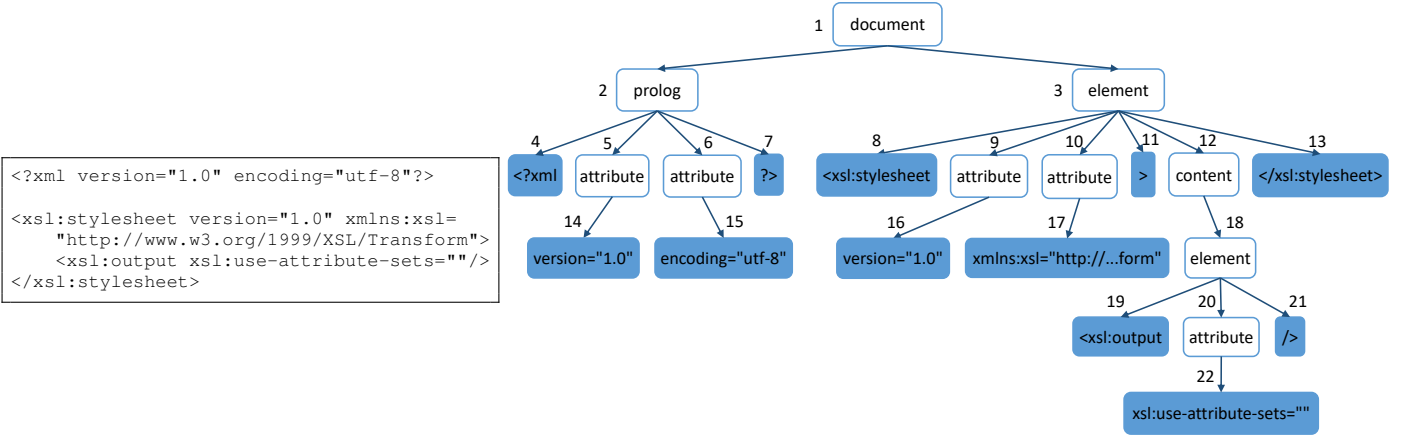 <?xml version="1.0" encoding="utf-8"?>
<xsl:stylesheet version="1.0" xmlns:xsl=
"http://www.w3.org/1999/XSL/Transform">
<xsl:output xsl:use-attribute-sets=""/>
</xsl:stylesheet>
1 document
2 prolog 3 element
4 5 6 7 8 9 10 11 12 13
<?xml attribute attribute ?> <xsl:stylesheet attribute attribute > content </xsl:stylesheet>
14 15 16 17 18
version="1.0" encoding="utf-8" version="1.0" xmlns:xsl="http://...form" element
19 20 21
<xsl:output attribute />
22
xsl:use-attribute-sets=""